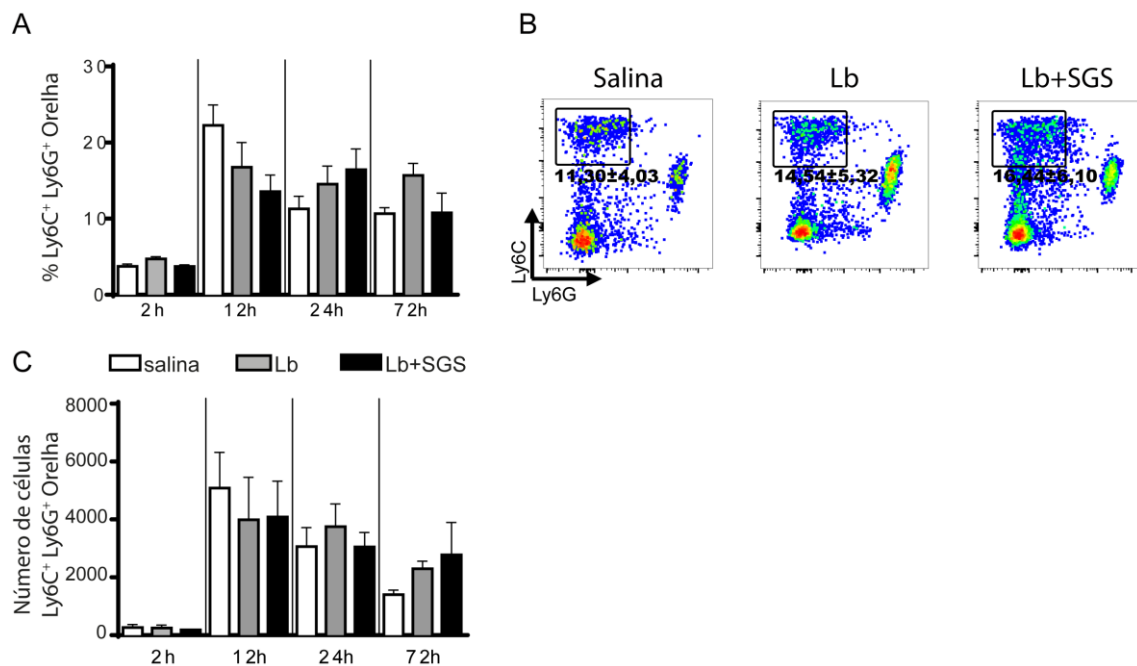 A
% Ly6C⁺ Ly6G⁺ Orelha
30
20
10
0
2h
12h
24h
72h
B
Salina
Lb
Lb+SGS
11,30±4,03
14,54±5,32
16,44±6,10
Ly6C
Ly6G
C
salina
Lb
Lb+SGS
Número de células
Ly6C⁺ Ly6G⁺ Orelha
8000
6000
4000
2000
0
2h
12h
24h
72h